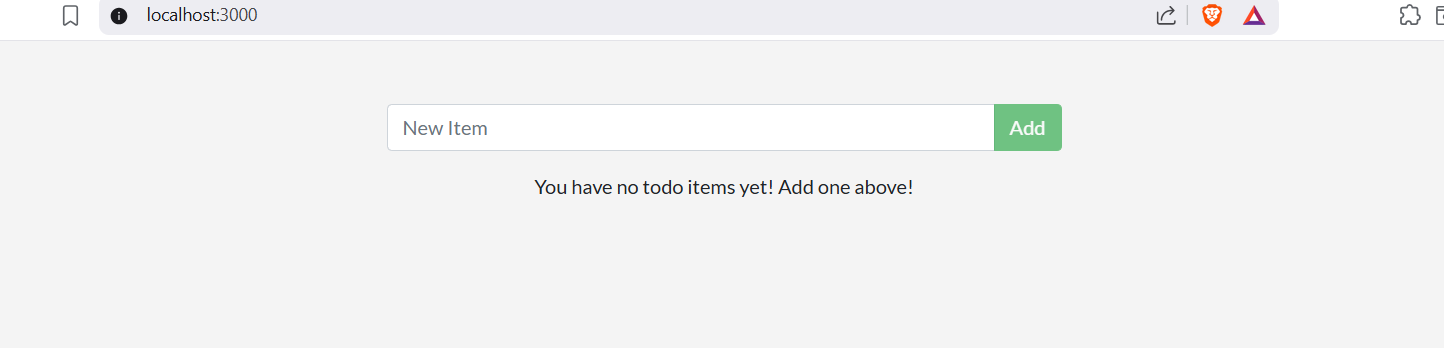 localhost:3000
New Item
Add
You have no todo items yet! Add one above!